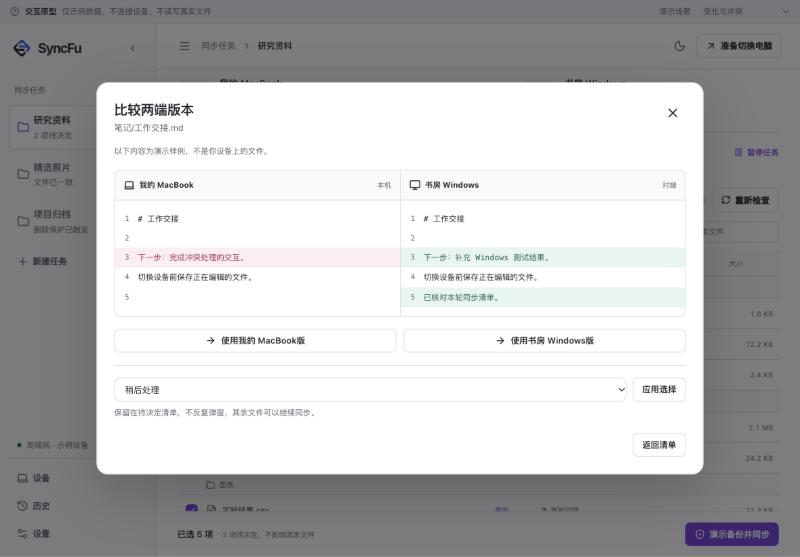 交互原型 仅示例数据，不连接设备、不读写真实文件
演示场景 变化与冲突
SyncFu
同步任务 > 研究资料
准备切换电脑
同步任务
研究资料
2 项待决定
精选照片
文件已一致
项目归档
删除保护已触发
新建任务
暂停任务
重新检查
文件
大小
1.8 KB
12.2 KB
2.4 KB
2.1 MB
24.2 KB
比较两端版本
笔记/工作交接.md
以下内容为演示样例，不是你设备上的文件。
我的 MacBook 本机
书房 Windows 对端
1 # 工作交接
2
3 下一步：完成冲突处理的交互。
4 切换设备前保存正在编辑的文件。
5
1 # 工作交接
2
3 下一步：补充 Windows 测试结果。
4 切换设备前保存正在编辑的文件。
5 已核对本轮同步清单。
使用我的 MacBook版
使用书房 Windows版
稍后处理
应用选择
保留在待决定清单，不反复弹窗，其余文件可以继续同步。
返回清单
局域网 · 示例设备
设备
历史
设置
图表
已选 5 项 2 项待决定，不影响其余文件
演示备份并同步